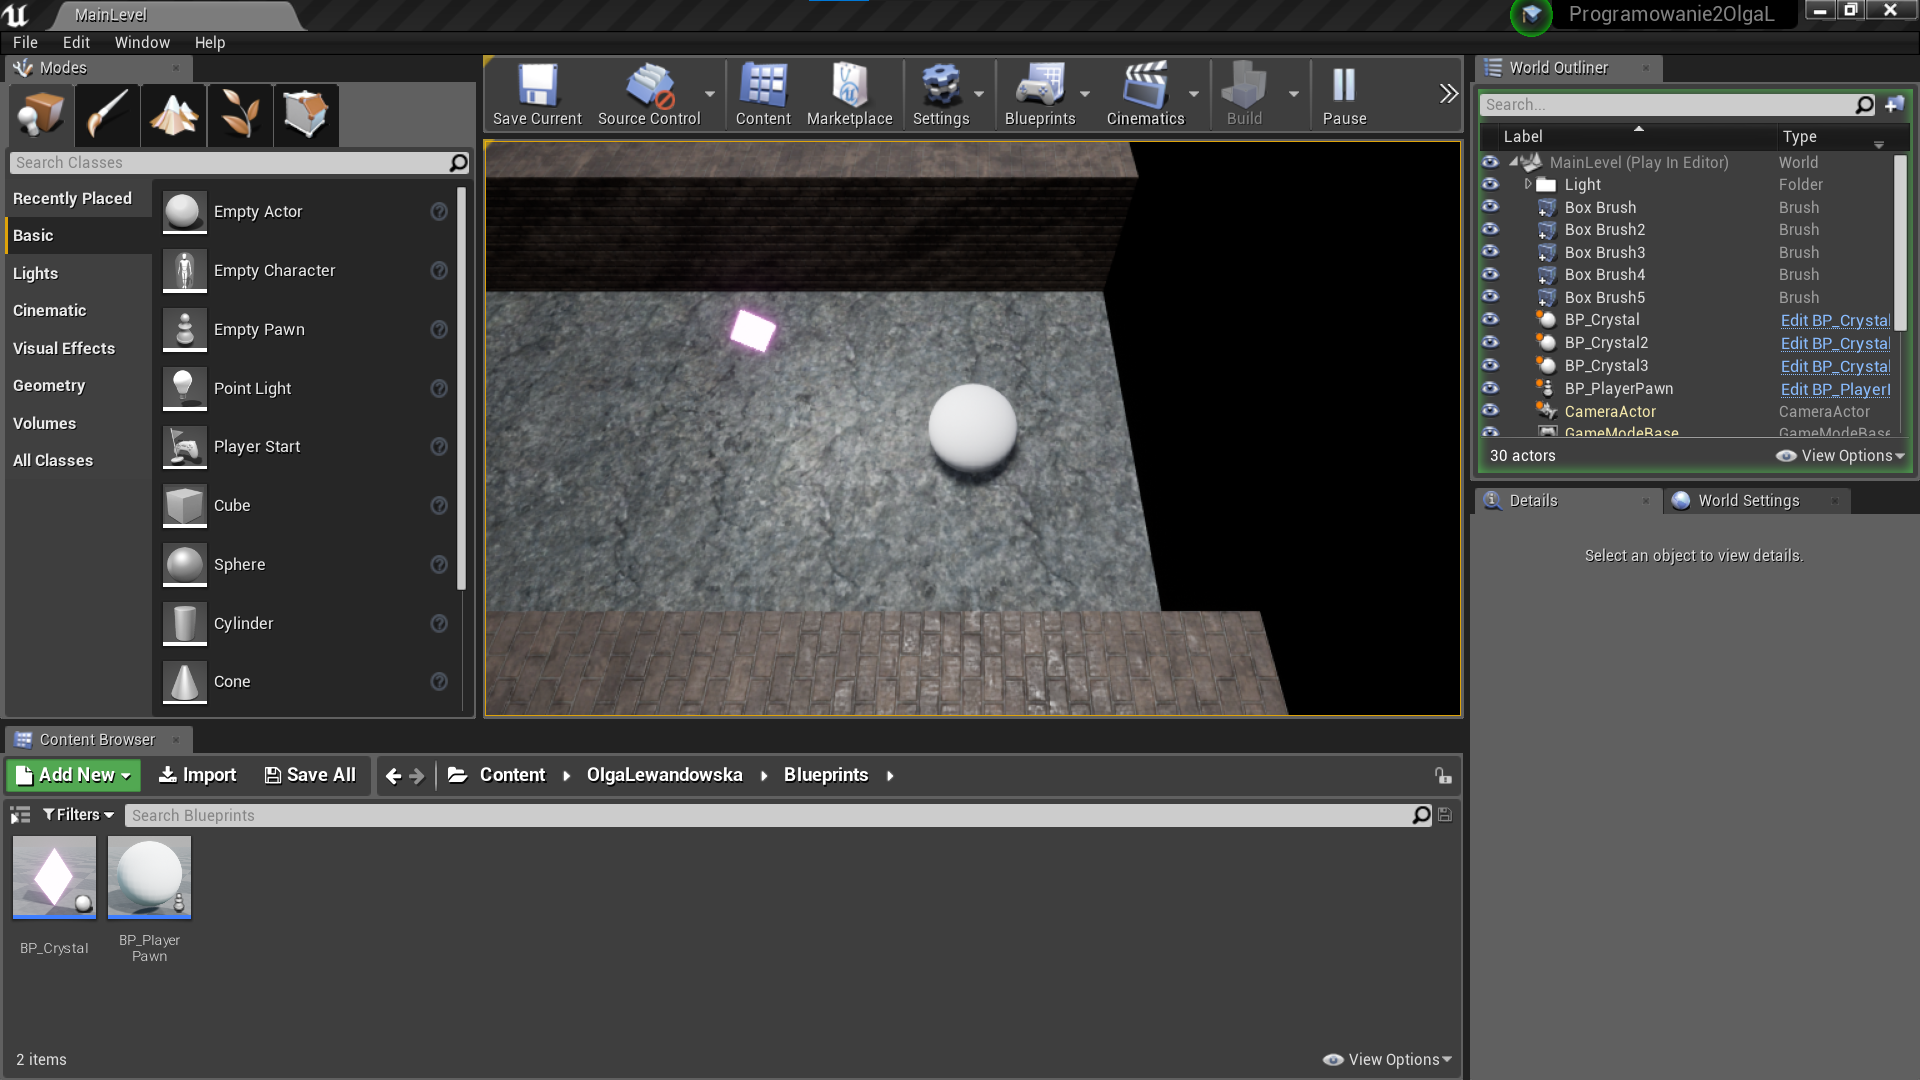 MainLevel
Programowanie2OlgaL
File Edit Window Help
Modes
Search Classes
Recently Placed
Basic
Lights
Cinematic
Visual Effects
Geometry
Volumes
All Classes
Empty Actor
Empty Character
Empty Pawn
Point Light
Player Start
Cube
Sphere
Cylinder
Cone
Save Current Source Control Content Marketplace Settings Blueprints Cinematics Build Pause
World Outliner
Search...
Label Type
MainLevel (Play In Editor) World
Light Folder
Box Brush Brush
Box Brush2 Brush
Box Brush3 Brush
Box Brush4 Brush
Box Brush5 Brush
BP_Crystal Edit BP_Crystal
BP_Crystal2 Edit BP_Crystal
BP_Crystal3 Edit BP_Crystal
BP_PlayerPawn Edit BP_PlayerI
CameraActor CameraActor
GameModeBase GameModeBase
30 actors View Options
Details World Settings
Select an object to view details.
Content Browser
Add New Import Save All Content OlgaLewandowska Blueprints
Filters Search Blueprints
BP_Crystal
BP_Player
Pawn
2 items View Options